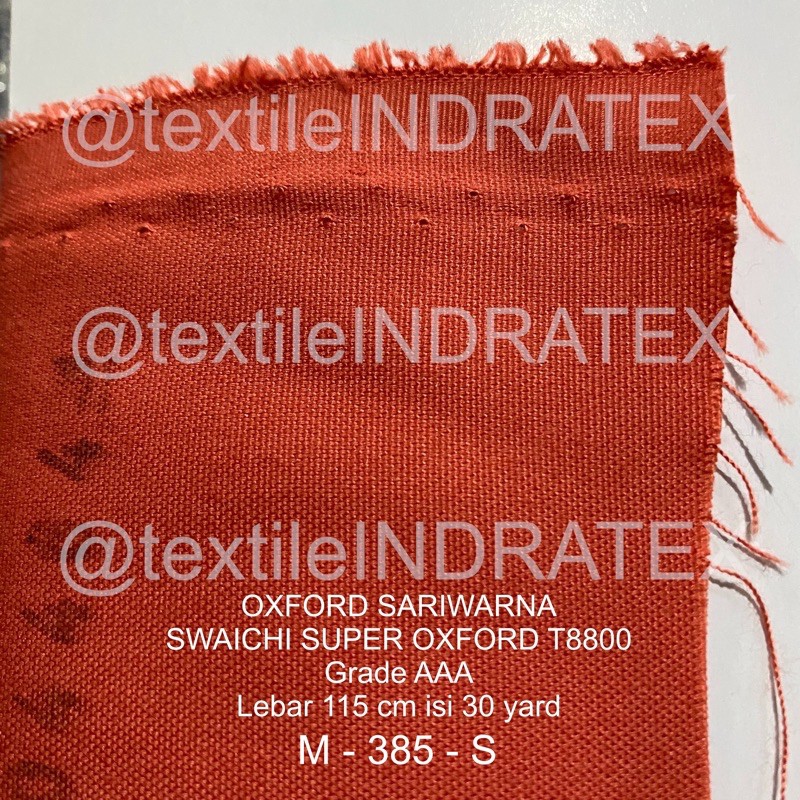 @textileINDRATEX
@textileINDRATEX
@textileINDRATEX
OXFORD SARIWARNA
SWAICHI SUPER OXFORD T8800
Grade AAA
Lebar 115 cm isi 30 yard
M - 385 - S